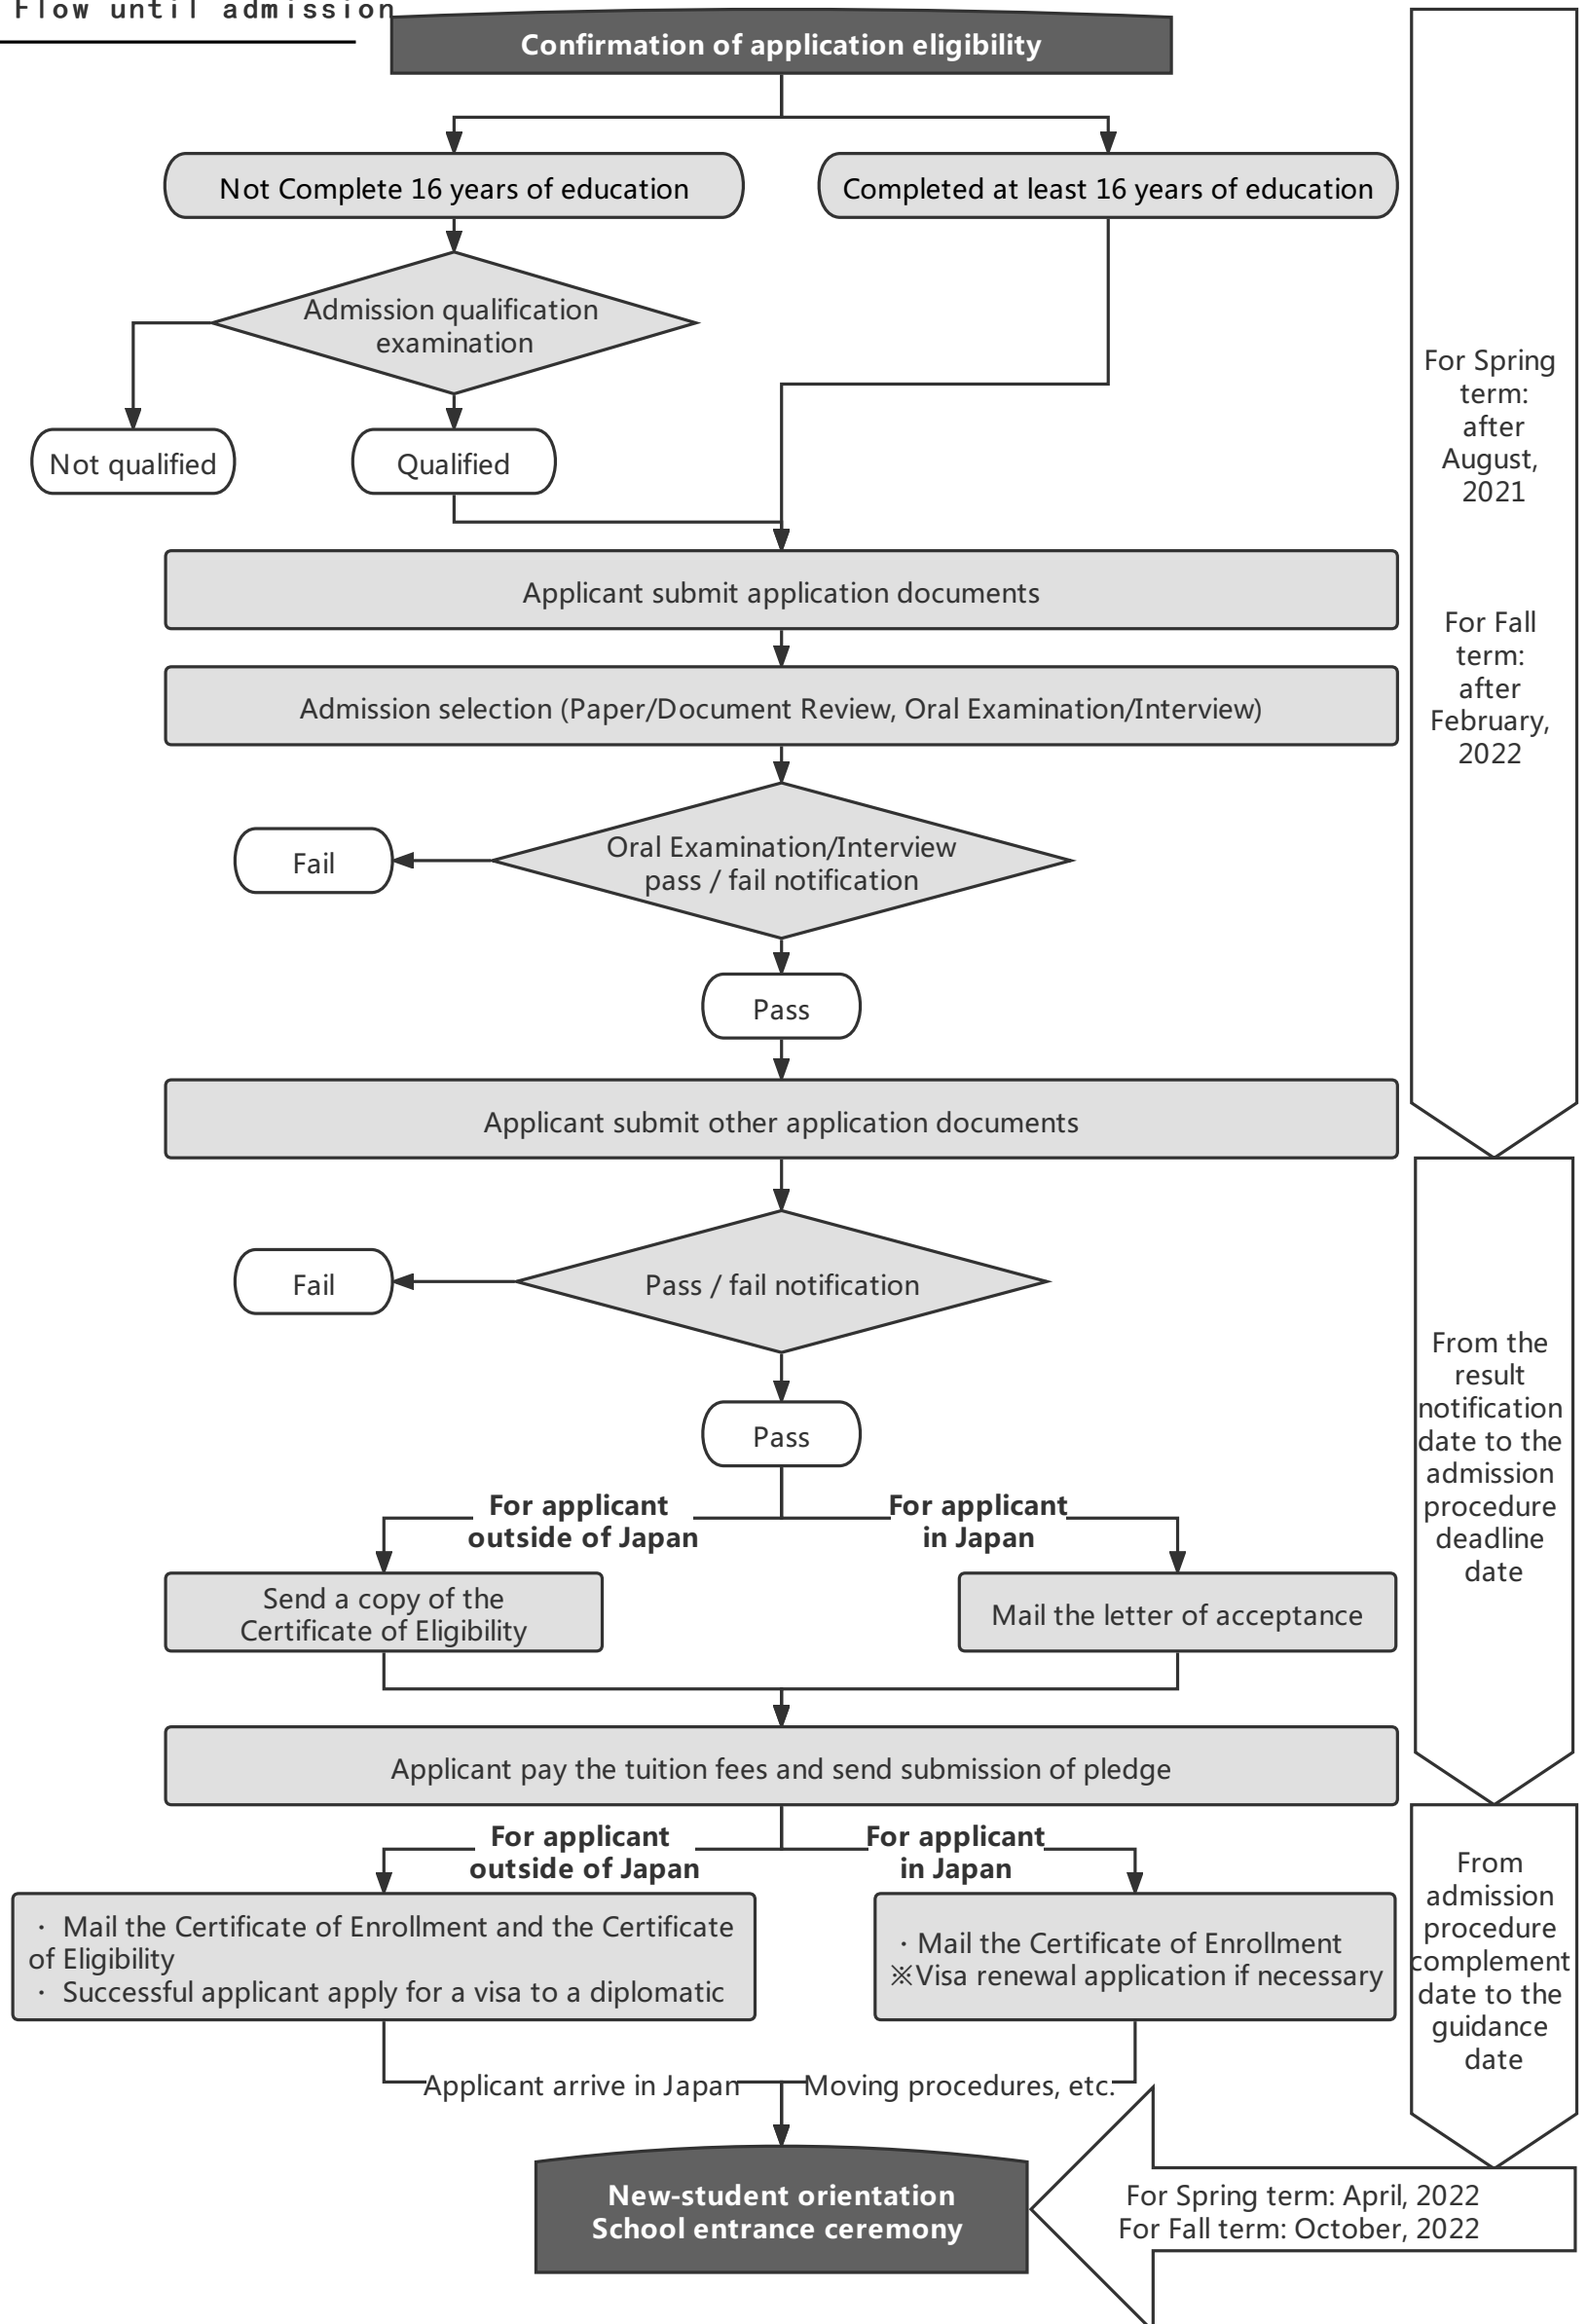 Flow until admission
Confirmation of application eligibility
Not Complete 16 years of education
Completed at least 16 years of education
Admission qualification
examination
Not qualified
Qualified
Applicant submit application documents
Admission selection (Paper/Document Review, Oral Examination/Interview)
Oral Examination/Interview
pass / fail notification
Fail
Pass
Applicant submit other application documents
Pass / fail notification
Fail
Pass
For applicant
outside of Japan
For applicant
in Japan
Send a copy of the
Certificate of Eligibility
Mail the letter of acceptance
Applicant pay the tuition fees and send submission of pledge
For applicant
outside of Japan
For applicant
in Japan
・ Mail the Certificate of Enrollment and the Certificate
of Eligibility
・ Successful applicant apply for a visa to a diplomatic
・Mail the Certificate of Enrollment
※Visa renewal application if necessary
Applicant arrive in Japan
Moving procedures, etc.
New-student orientation
School entrance ceremony
For Spring
term:
after
August,
2021
For Fall
term:
after
February,
2022
From the
result
notification
date to the
admission
procedure
deadline
date
From
admission
procedure
complement
date to the
guidance
date
For Spring term: April, 2022
For Fall term: October, 2022